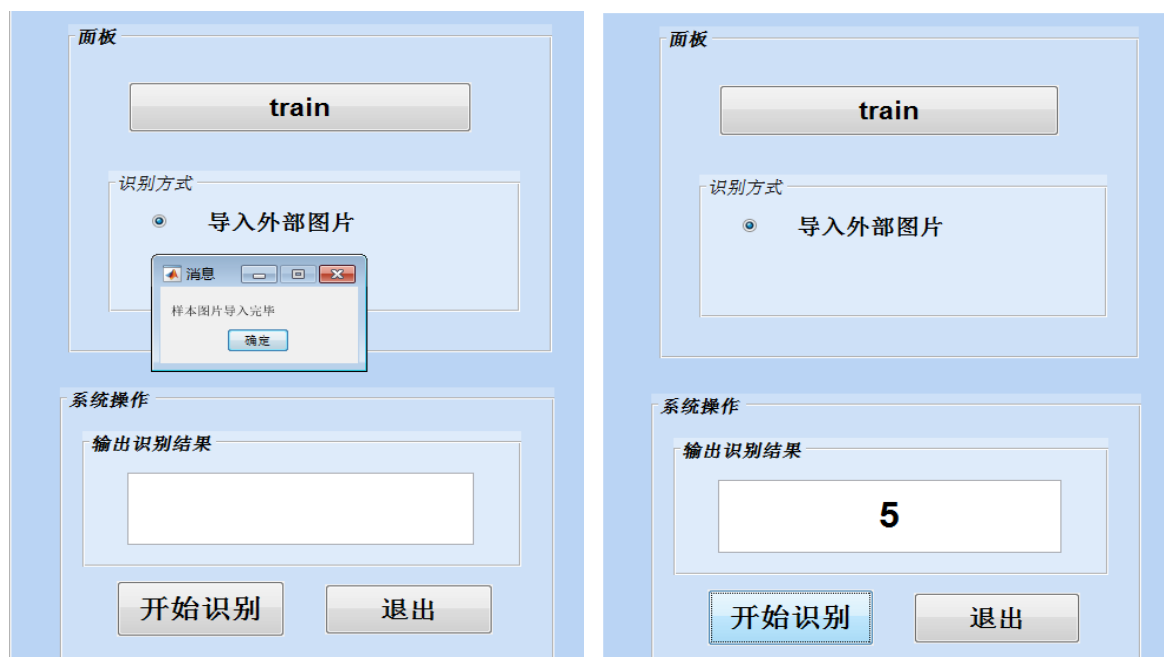 面板
train
识别方式
导入外部图片
消息
样本图片导入完毕
确定
系统操作
输出识别结果
开始识别
退出
面板
train
识别方式
导入外部图片
系统操作
输出识别结果
5
开始识别
退出